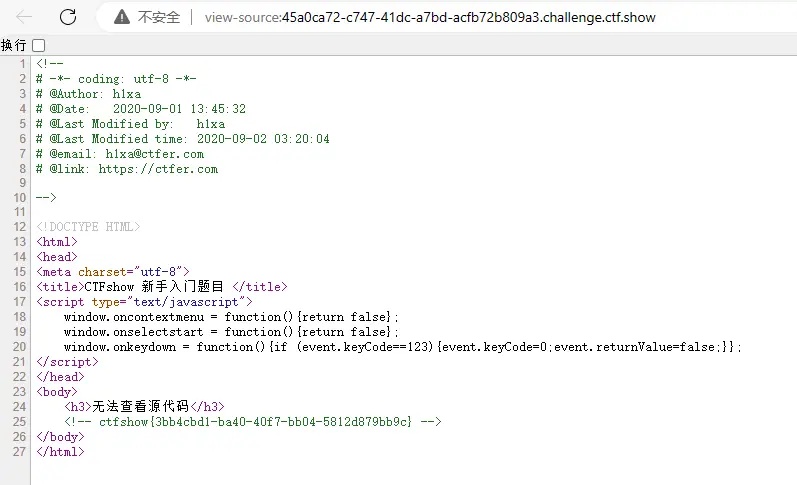 不安全 view-source:45a0ca72-c747-41dc-a7bd-acfb72b809a3.challenge.ctf.show
换行
1 <!--
2 # -*- coding: utf-8 -*-
3 # @Author: h1xa
4 # @Date:   2020-09-01 13:45:32
5 # @Last Modified by:   h1xa
6 # @Last Modified time: 2020-09-02 03:20:04
7 # @email: h1xa@ctfer.com
8 # @link: https://ctfer.com
9
10 -->
11
12 <!DOCTYPE HTML>
13 <html>
14 <head>
15 <meta charset="utf-8">
16 <title>CTFshow 新手入门题目 </title>
17 <script type="text/javascript">
18     window.oncontextmenu = function(){return false};
19     window.onselectstart = function(){return false};
20     window.onkeydown = function(){if (event.keyCode==123){event.keyCode=0;event.returnValue=false;}};
21 </script>
22 </head>
23 <body>
24     <h3>无法查看源代码</h3>
25     <!-- ctfshow{3bb4cbd1-ba40-40f7-bb04-5812d879bb9c} -->
26 </body>
27 </html>